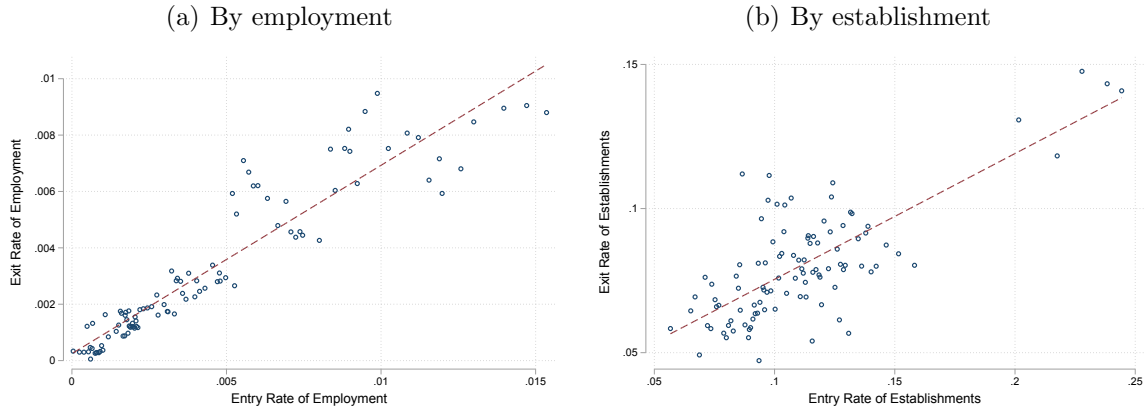 (a) By employment
.01
.008
.006
.004
.002
0
Exit Rate of Employment
0 .005 .01 .015
Entry Rate of Employment
(b) By establishment
.15
.1
.05
Exit Rate of Establishments
.05 .1 .15 .2 .25
Entry Rate of Establishments